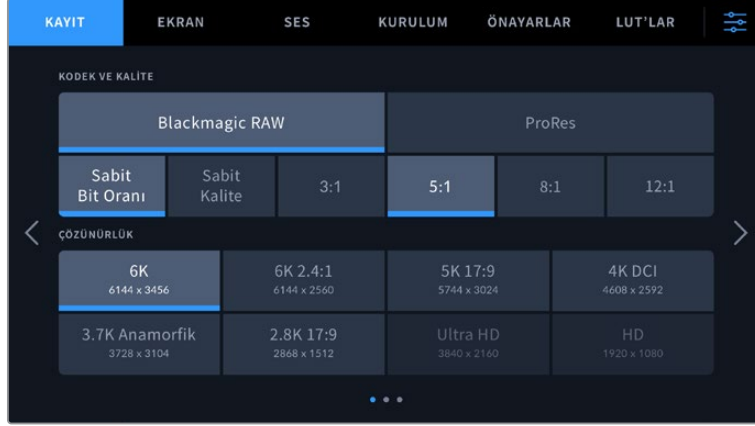 KAYIT EKRAN SES KURULUM ÖNAYARLAR LUT'LAR
KODEK VE KALİTE
Blackmagic RAW ProRes
Sabit Bit Oranı Sabit Kalite 3:1 5:1 8:1 12:1
ÇÖZÜNÜRLÜK
6K 6K 2.4:1 5K 17:9 4K DCI
6144 x 3456 6144 x 2560 5744 x 3024 4608 x 2592
3.7K Anamorfik 2.8K 17:9 Ultra HD HD
3728 x 3104 2868 x 1512 3840 x 2160 1920 x 1080